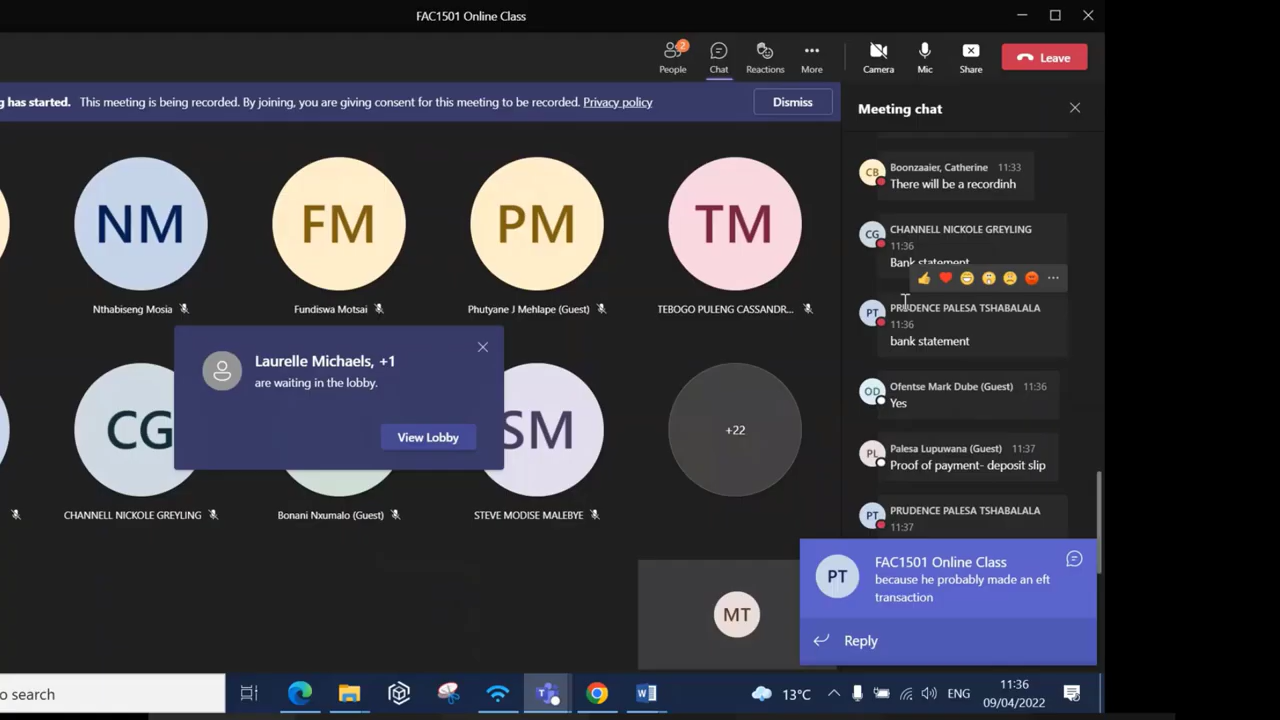 FAC1501 Online Class
2
People
Chat
Reactions
More
Camera
Mic
Share
Leave
g has started. This meeting is being recorded. By joining, you are giving consent for this meeting to be recorded. Privacy policy
Dismiss
Meeting chat
NM
Nthabiseng Mosia
FM
Fundiswa Motsai
PM
Phutyane J Mehlape (Guest)
TM
TEBOGO PULENG CASSANDR...
Laurelle Michaels, +1
are waiting in the lobby.
View Lobby
CG
CHANNELL NICKOLE GREYLING
Bonani Nxumalo (Guest)
SM
STEVE MODISE MALEBYE
+22
MT
CB
Boonzaaier, Catherine 11:33
There will be a recordinh
CG
CHANNELL NICKOLE GREYLING
11:36
Bank statement
PT
PRUDENCE PALESA TSHABALALA
11:36
bank statement
OD
Ofentse Mark Dube (Guest) 11:36
Yes
PL
Palesa Lupuwana (Guest) 11:37
Proof of payment- deposit slip
PT
PRUDENCE PALESA TSHABALALA
11:37
PT
FAC1501 Online Class
because he probably made an eft
transaction
Reply
o search
13°C
ENG
11:36
09/04/2022